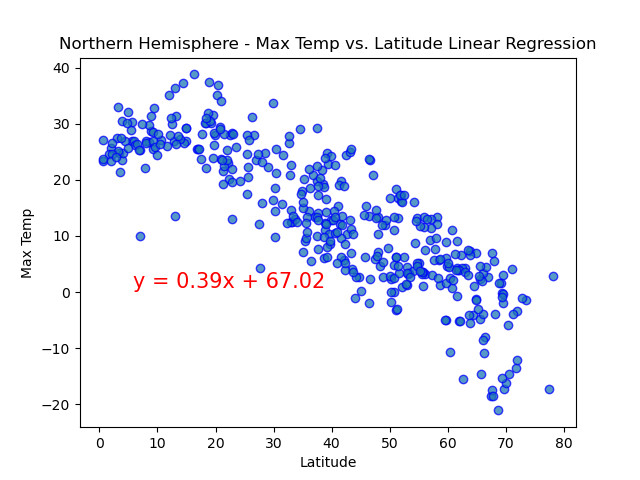 Northern Hemisphere - Max Temp vs. Latitude Linear Regression
40
30
20
10
0
−10
−20
Max Temp
y = 0.39x + 67.02
0 10 20 30 40 50 60 70 80
Latitude